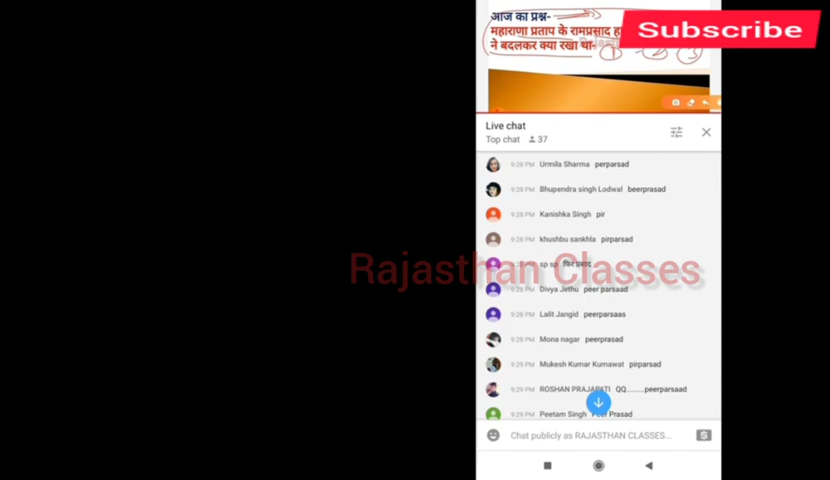 आज का प्रश्न-
महाराणा प्रताप के रामप्रसाद
ने बदलकर क्या रखा था-
Subscribe
Live chat
Top chat 37
9:28 PM Urmila Sharma perparsad
9:28 PM Bhupendra singh Lodwal beerprasad
9:28 PM Kanishka Singh pir
9:28 PM khushbu sankhla pirparsad
sp sp
Rajasthan Classes
9:28 PM Divya Jethu peer parsaad
9:28 PM Lalit Jangid peerparsaas
9:28 PM Mona nagar peerprasad
9:29 PM Mukesh Kumar Kumawat pirparsad
9:29 PM ROSHAN PRAJAPATI QQ.........peerparsaad
9:29 PM Peetam Singh Peer Prasad
Chat publicly as RAJASTHAN CLASSES...